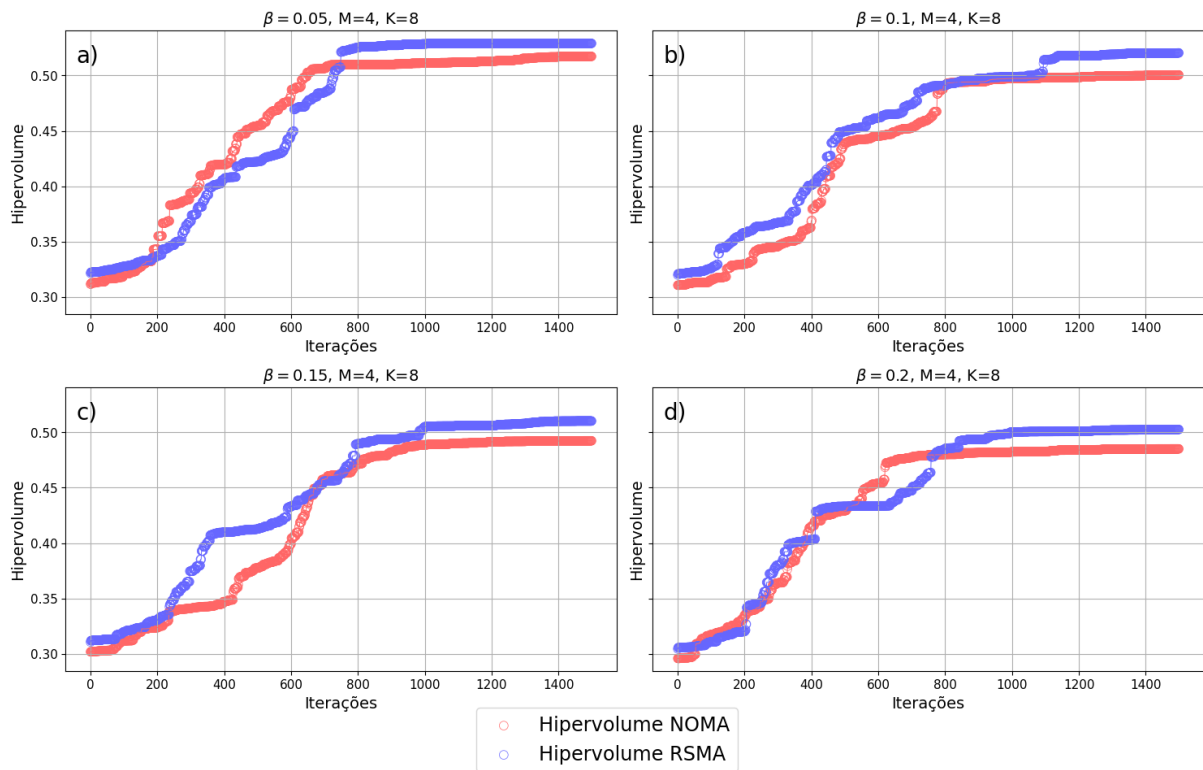 β = 0.05, M=4, K=8
a)
Hipervolume
0.50
0.45
0.40
0.35
0.30
0 200 400 600 800 1000 1200 1400
Iterações
β = 0.1, M=4, K=8
b)
Hipervolume
0 200 400 600 800 1000 1200 1400
Iterações
β = 0.15, M=4, K=8
c)
Hipervolume
0.50
0.45
0.40
0.35
0.30
0 200 400 600 800 1000 1200 1400
Iterações
β = 0.2, M=4, K=8
d)
Hipervolume
0 200 400 600 800 1000 1200 1400
Iterações
Hipervolume NOMA
Hipervolume RSMA